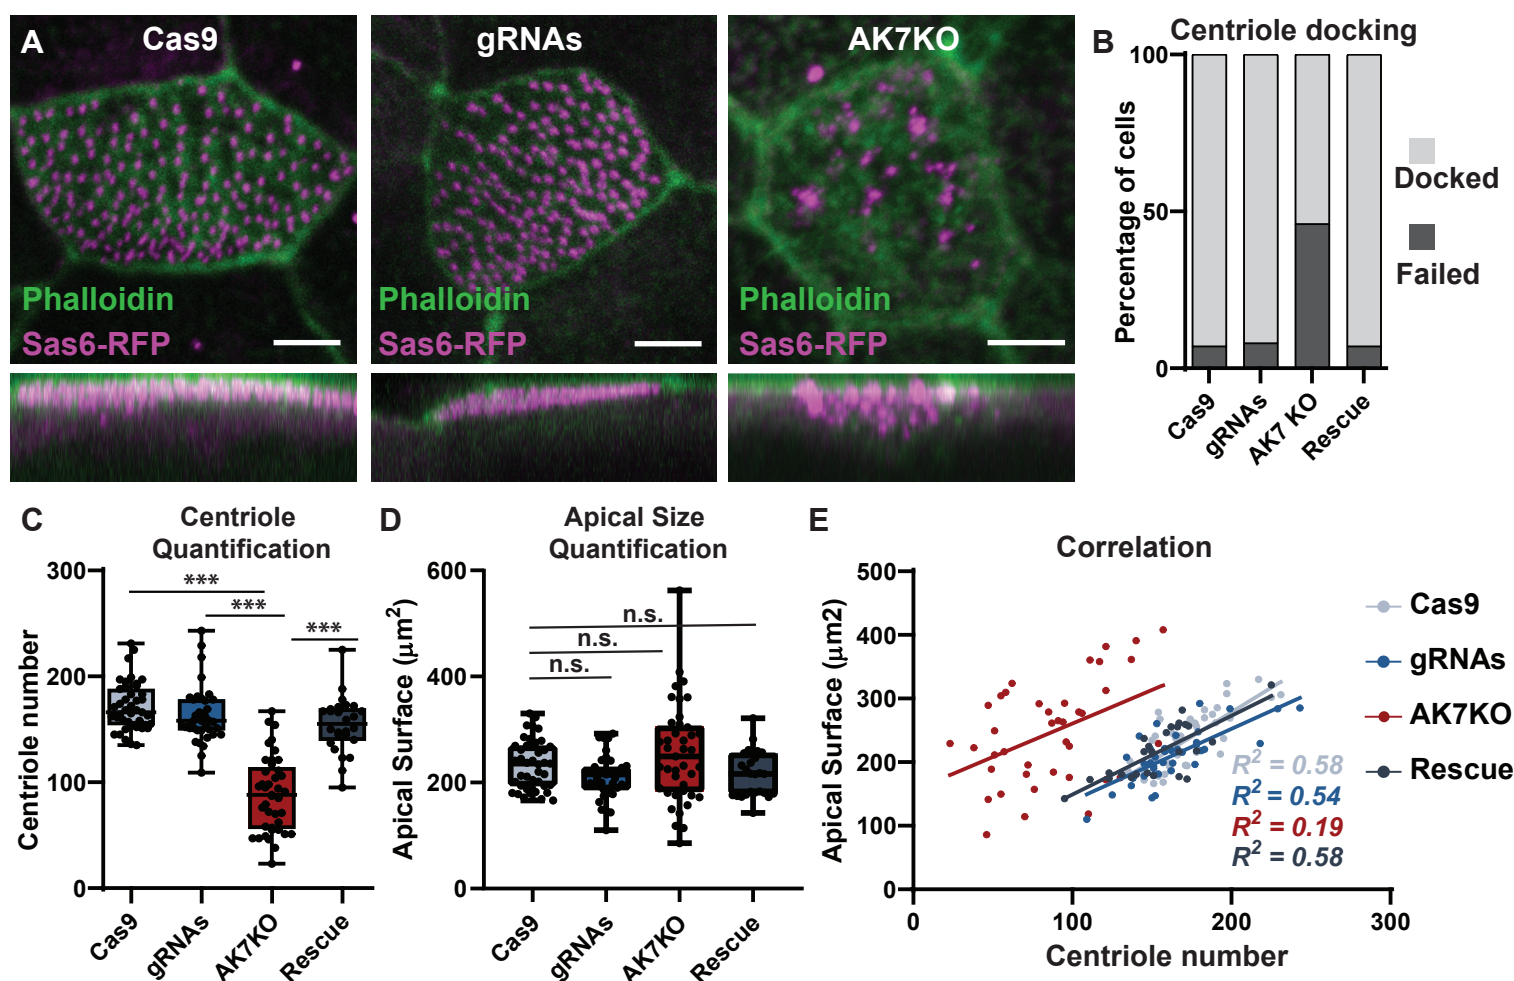 A
Cas9
gRNAs
AK7KO
Phalloidin
Sas6-RFP
Phalloidin
Sas6-RFP
Phalloidin
Sas6-RFP
B
Centriole docking
Percentage of cells
100
50
0
Cas9
gRNAs
AK7 KO
Rescue
Docked
Failed
C
Centriole
Quantification
Centriole number
300
200
100
0
***
***
***
Cas9
gRNAs
AK7KO
Rescue
D
Apical Size
Quantification
Apical Surface (μm²)
600
400
200
0
n.s.
n.s.
n.s.
Cas9
gRNAs
AK7KO
Rescue
E
Correlation
Apical Surface (μm2)
500
400
300
200
100
0
0
100
200
300
Centriole number
R² = 0.58
R² = 0.54
R² = 0.19
R² = 0.58
Cas9
gRNAs
AK7KO
Rescue